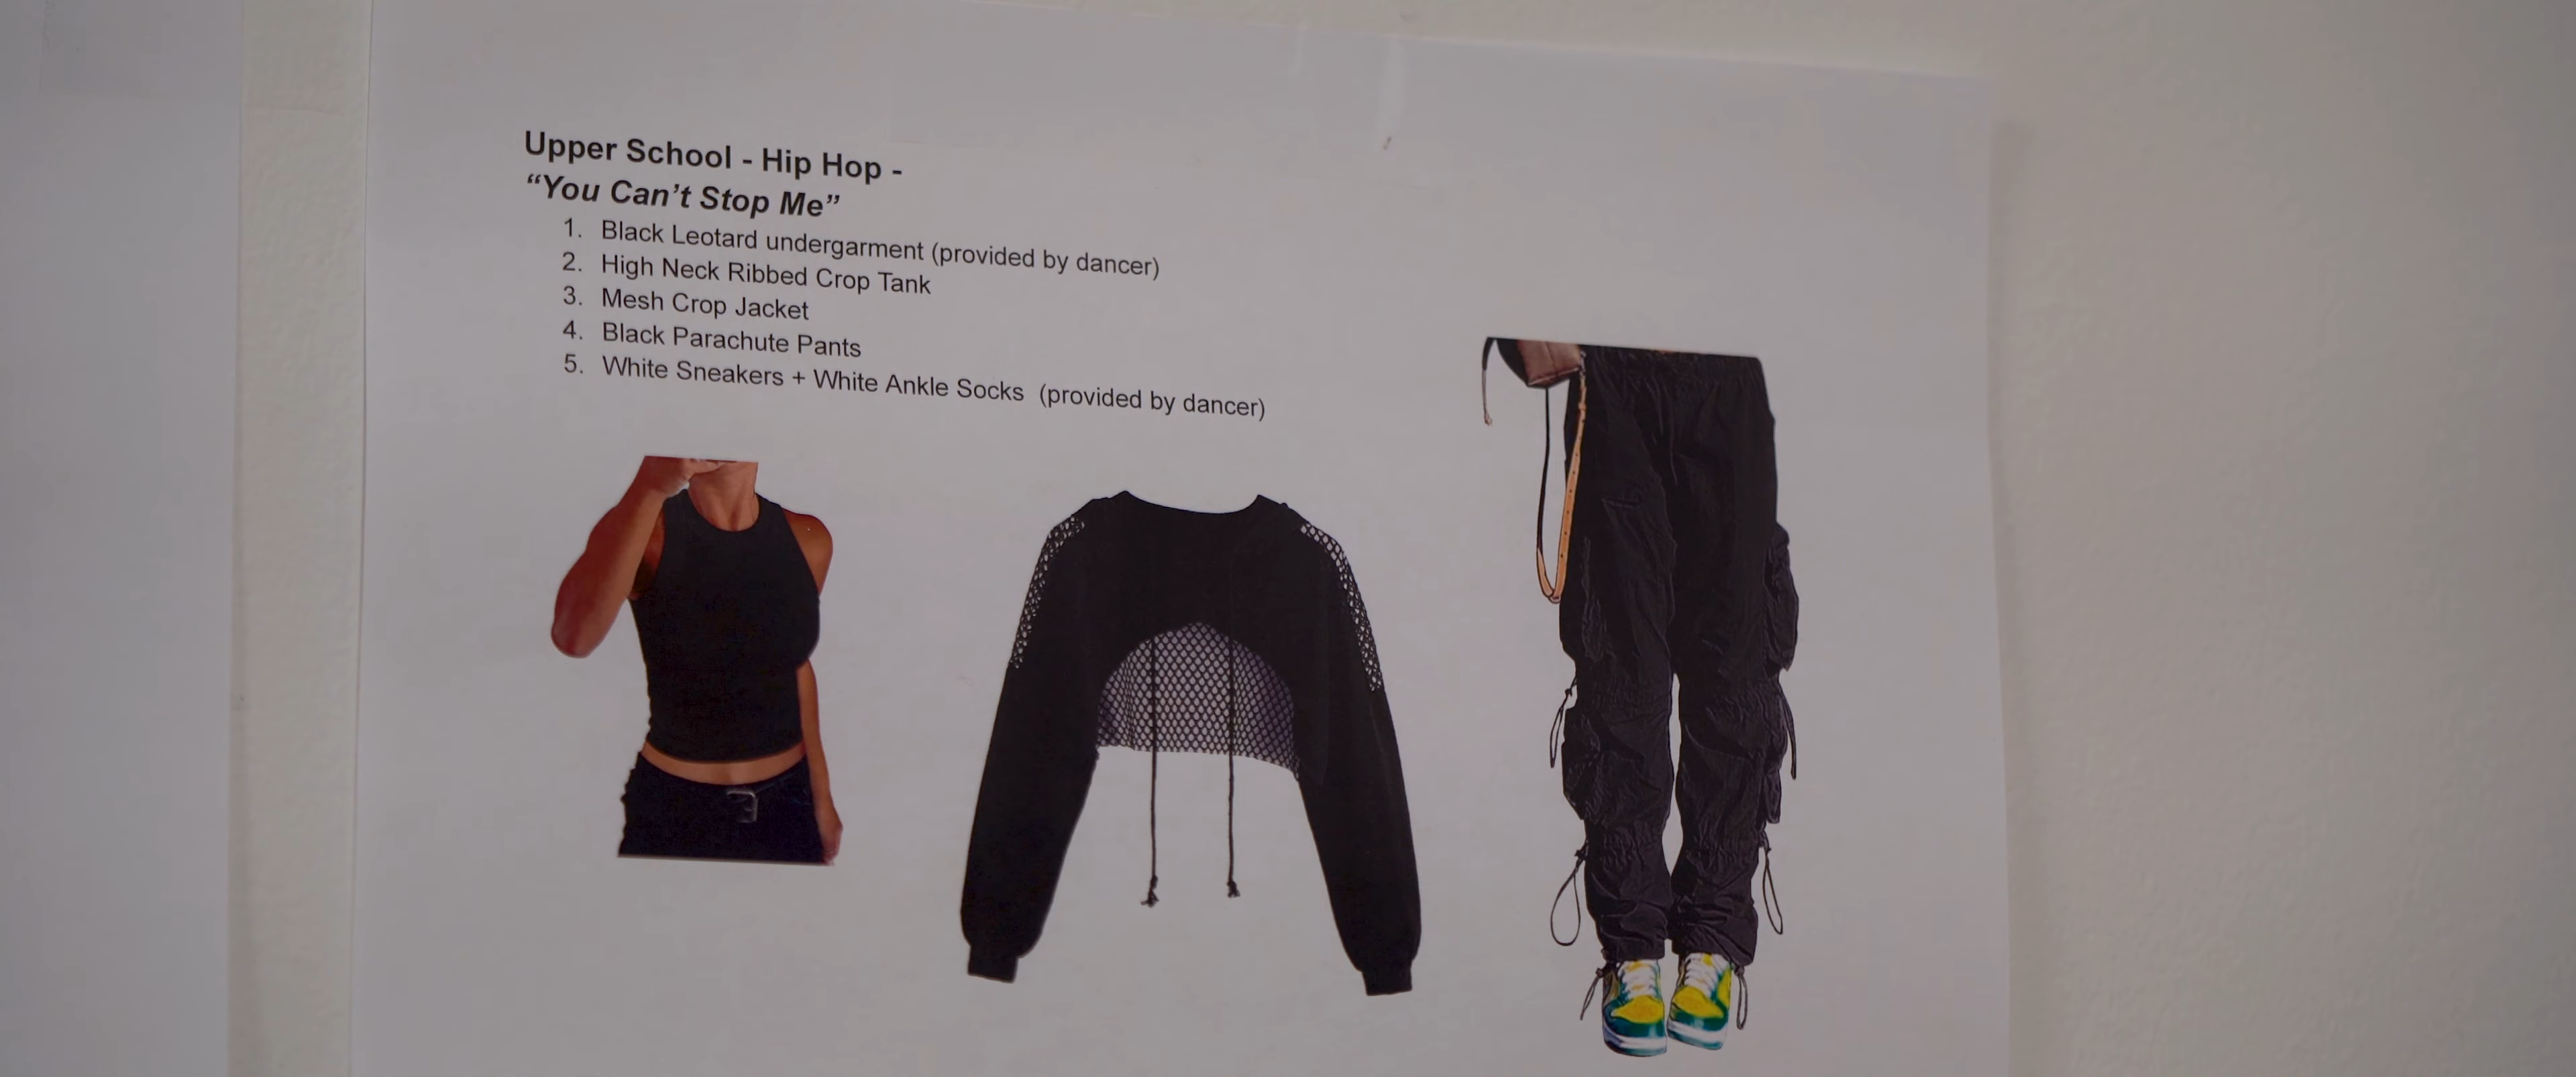 Upper School - Hip Hop -
“You Can’t Stop Me”
1. Black Leotard undergarment (provided by dancer)
2. High Neck Ribbed Crop Tank
3. Mesh Crop Jacket
4. Black Parachute Pants
5. White Sneakers + White Ankle Socks (provided by dancer)